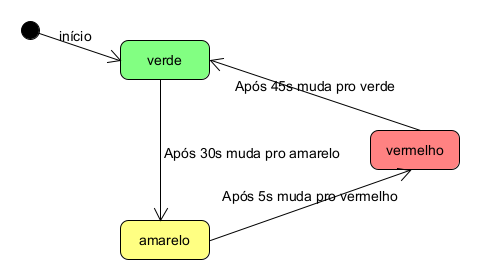 início
verde
Após 45s muda pro verde
vermelho
Após 30s muda pro amarelo
Após 5s muda pro vermelho
amarelo